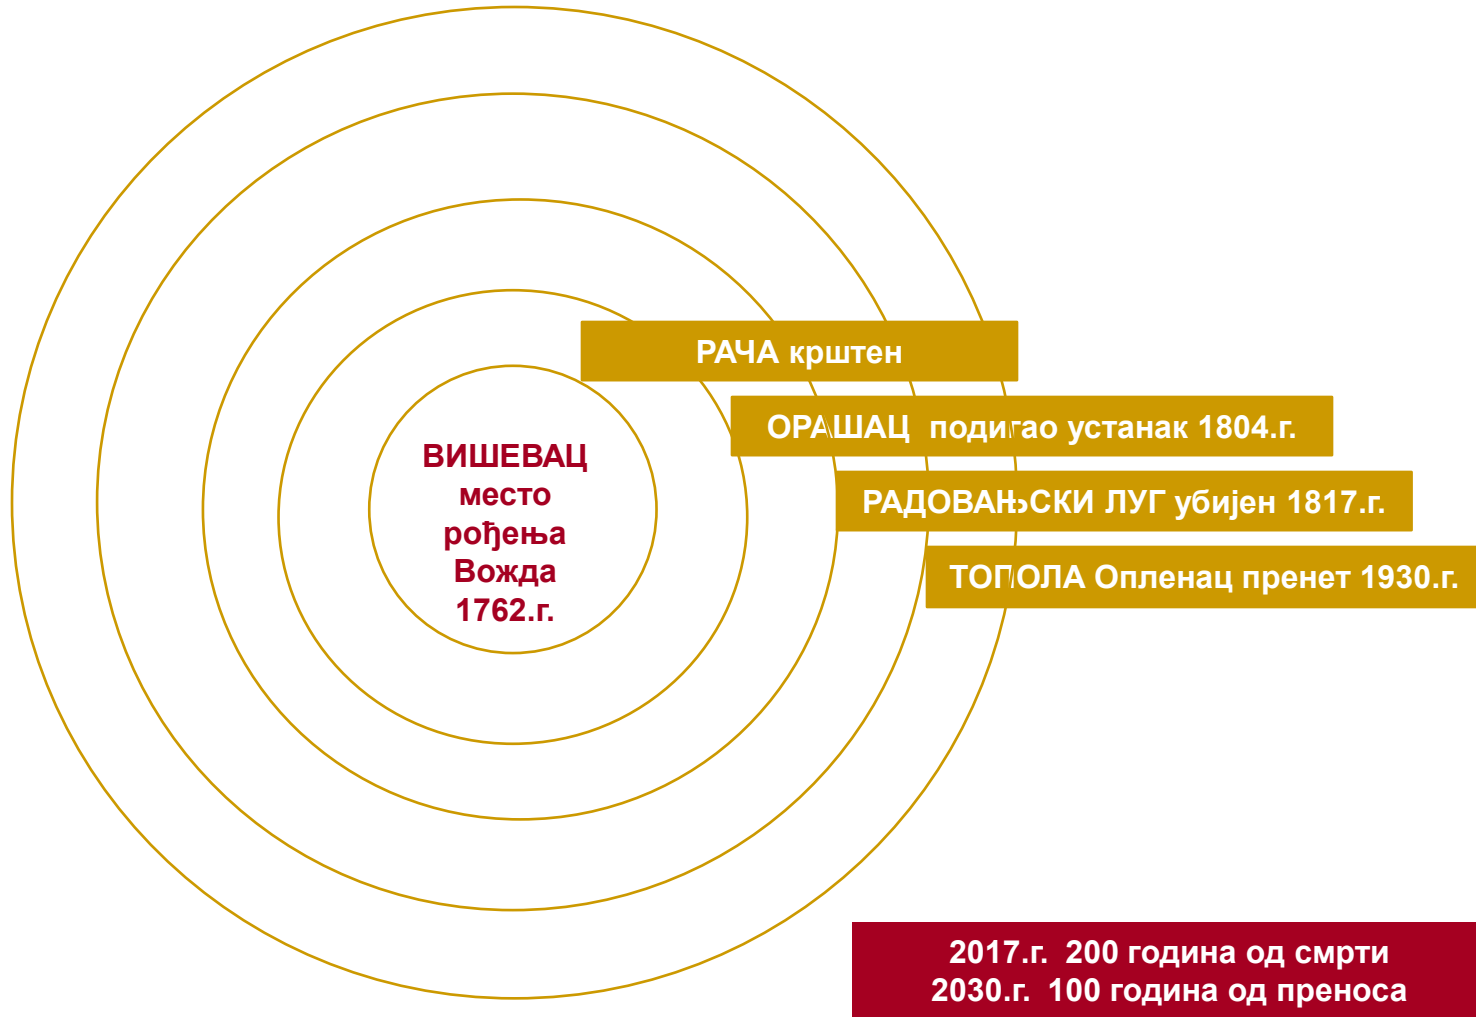 РАЧА крштен
ОРАШАЦ  подигао устанак 1804.г.
ВИШЕВАЦ
место
рођења
Вожда
1762.г.
РАДОВАЊСКИ ЛУГ убијен 1817.г.
ТОПОЛА Опленац пренет 1930.г.
2017.г.  200 година од смрти
2030.г.  100 година од преноса